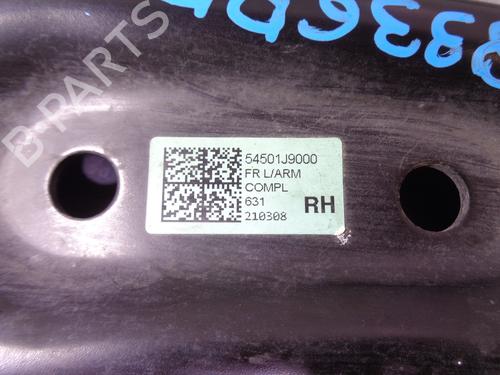 B-PARTS
54501J9000
FR L/ARM
COMPL
631
210308
RH